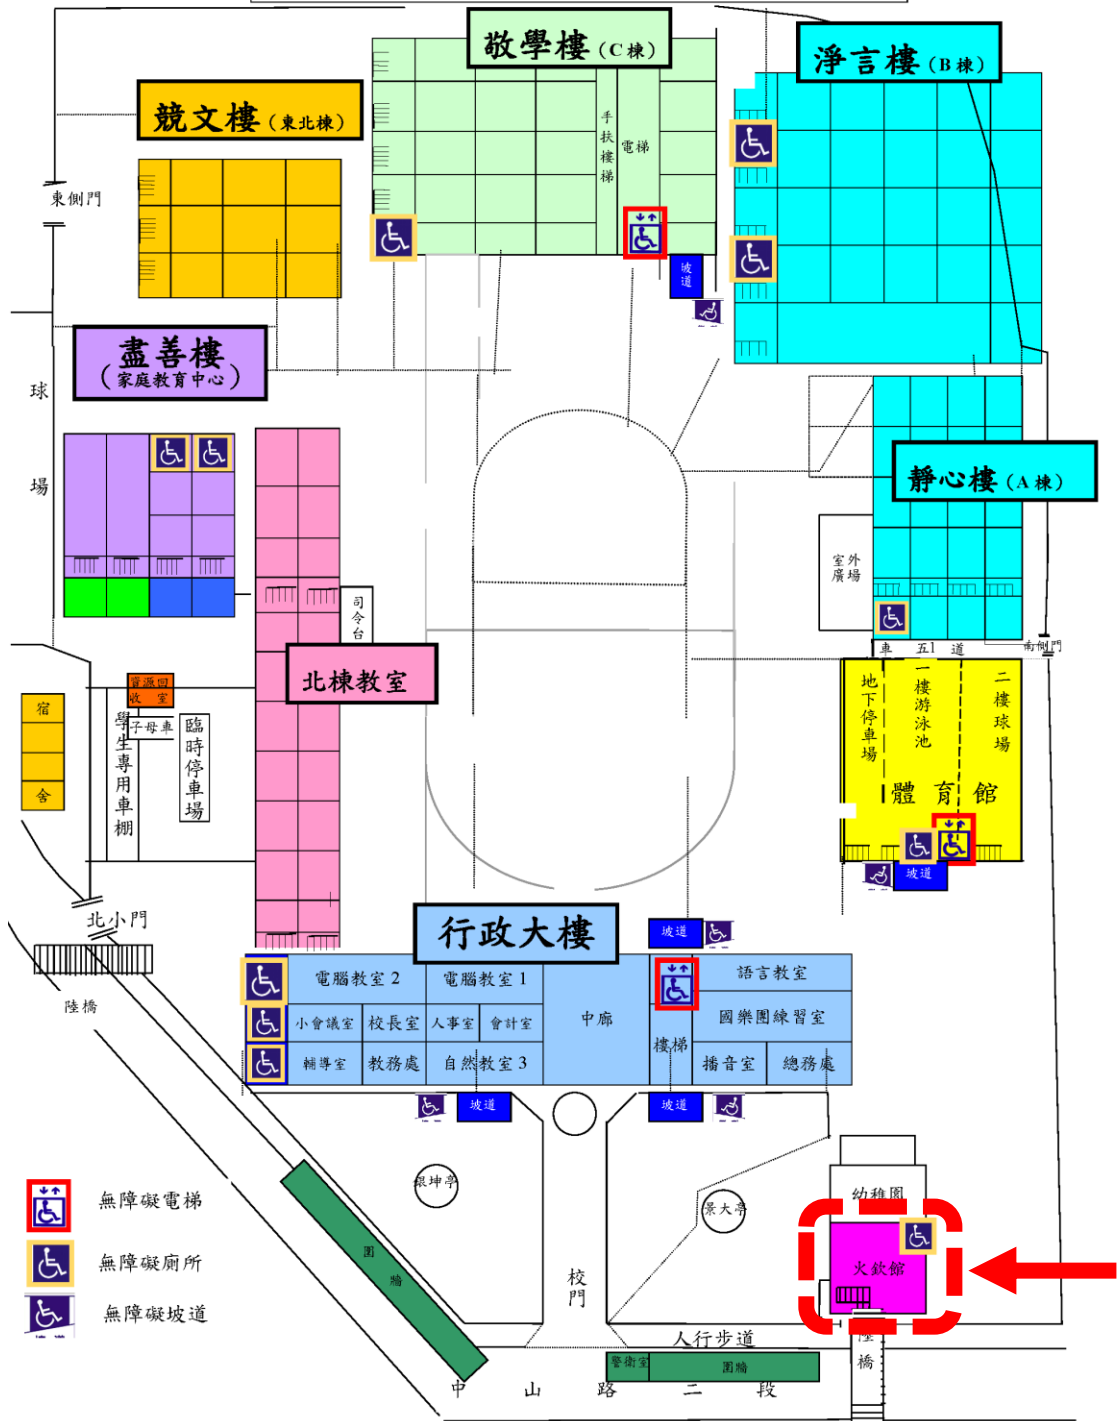 敬學樓(C棟)
淨言樓(B棟)
競文樓(東北棟)
手扶樓梯
電梯
東側門
坡道
盡善樓
(家庭教育中心)
球場
靜心樓(A棟)
室外廣場
司令台
車五1道
南側門
北棟教室
資源回收室
子母車
宿舍
學生專用車棚
臨時停車場
地下停車場
一樓游泳池
二樓球場
體育館
坡道
北小門
陸橋
行政大樓
坡道
電腦教室2
電腦教室1
語言教室
小會議室
校長室
人事室
會計室
中廊
國樂團練習室
樓梯
輔導室
教務處
自然教室3
播音室
總務處
坡道
坡道
無障礙電梯
無障礙廁所
無障礙坡道
景大亭
幼稚園
火欽館
圍牆
校門
人行步道
陸橋
警衛室
圍牆
中山路二段